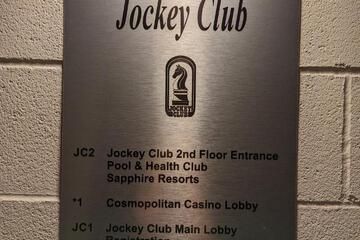 Jockey Club
JOCKEY
CLUB
JC2 Jockey Club 2nd Floor Entrance
Pool & Health Club
Sapphire Resorts
*1 Cosmopolitan Casino Lobby
JC1 Jockey Club Main Lobby
Registration